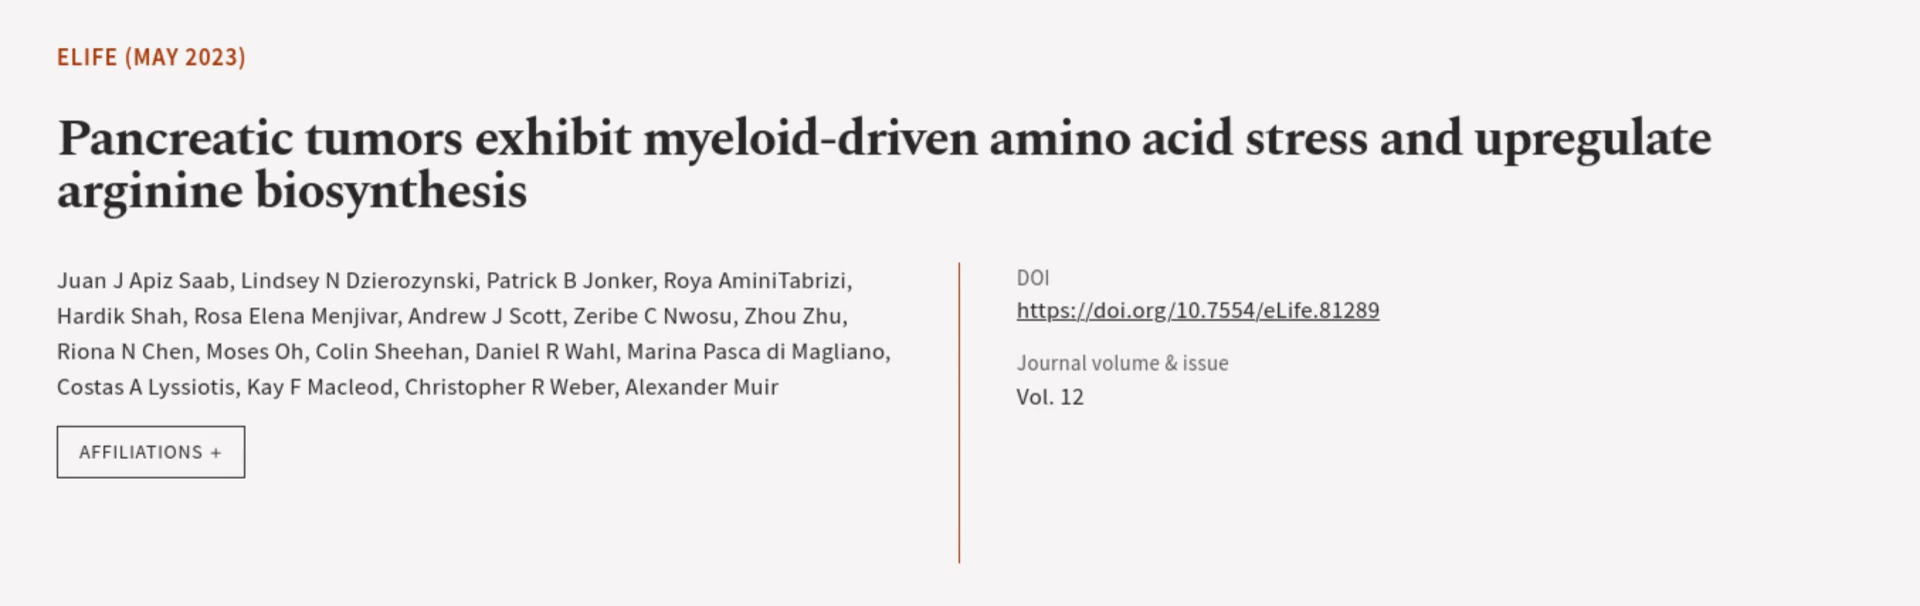 ELIFE (MAY 2023)
Pancreatic tumors exhibit myeloid-driven amino acid stress and upregulate
arginine biosynthesis
Juan J Apiz Saab, Lindsey N Dzierozynski, Patrick B Jonker, Roya AminiTabrizi,
Hardik Shah, Rosa Elena Menjivar, Andrew J Scott, Zeribe C Nwosu, Zhou Zhu,
Riona N Chen, Moses Oh, Colin Sheehan, Daniel R Wahl, Marina Pasca di Magliano,
Costas A Lyssiotis, Kay F Macleod, Christopher R Weber, Alexander Muir
AFFILIATIONS +
DOI
https://doi.org/10.7554/eLife.81289
Journal volume & issue
Vol. 12